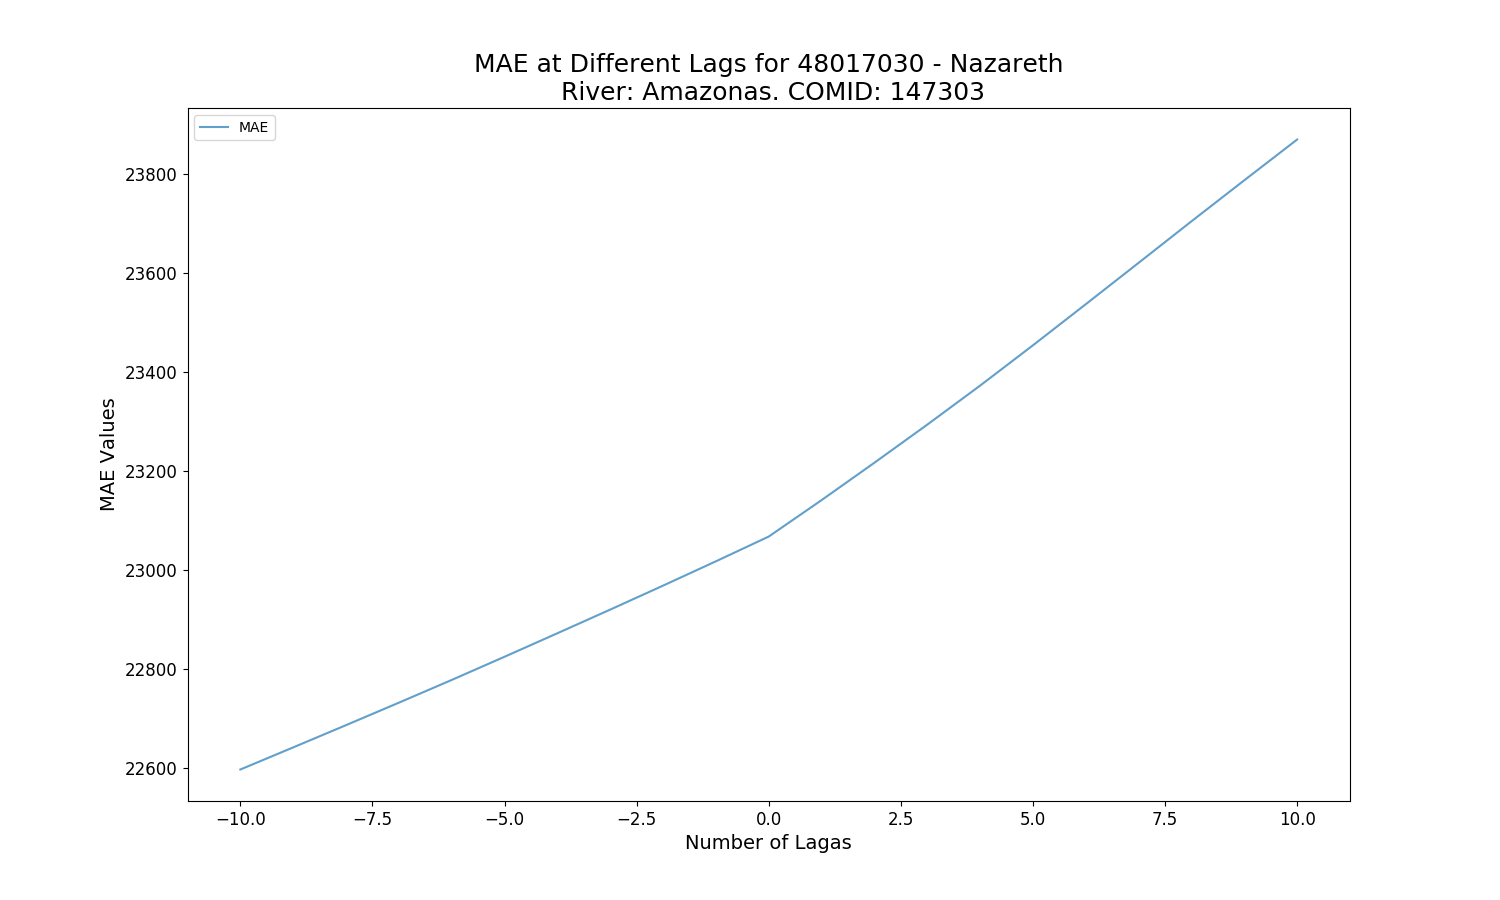 MAE at Different Lags for 48017030 - Nazareth
River: Amazonas. COMID: 147303
MAE
23800
23600
23400
23200
23000
22800
22600
MAE Values
−10.0 −7.5 −5.0 −2.5 0.0 2.5 5.0 7.5 10.0
Number of Lagas